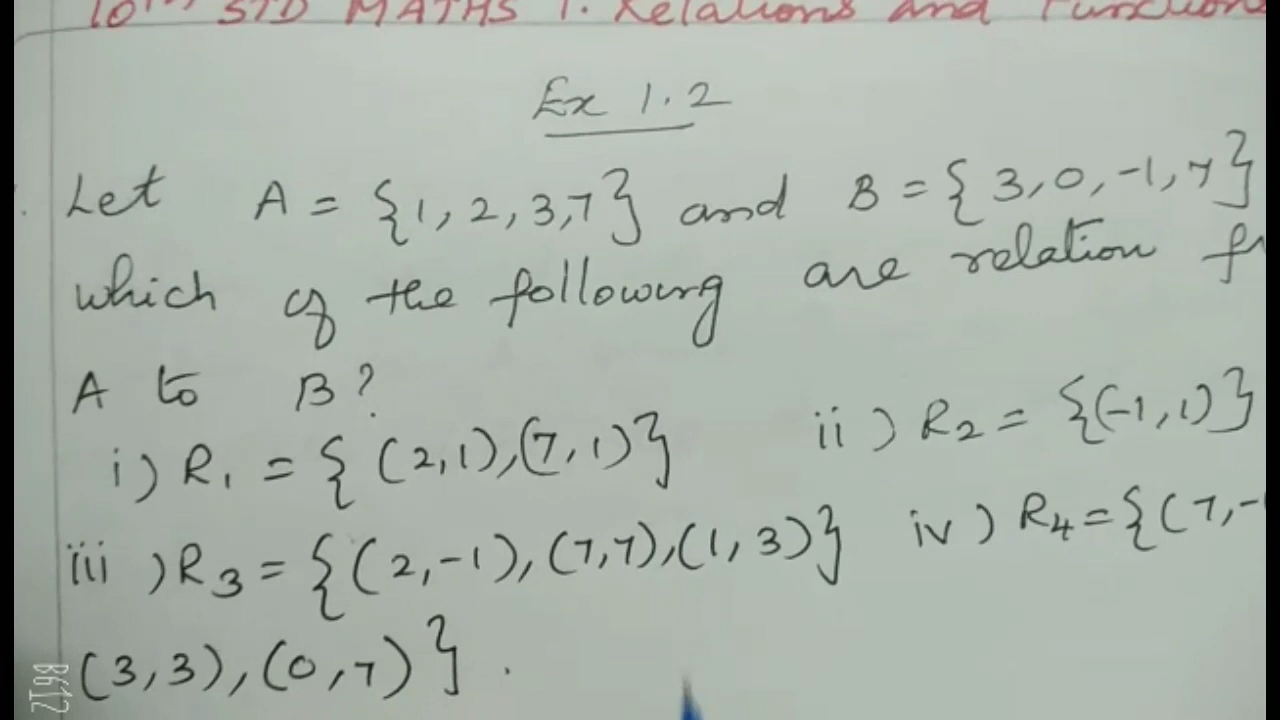 10th STD MATHS 1. Relations and Functions
Ex 1.2
Let A = {1, 2, 3, 7} and B = {3, 0, -1, 7}
which of the following are relation fr
A to B?
i) R₁ = { (2,1), (7,1)} ii) R₂ = {(-1,1)}
iii) R₃ = {(2,-1), (7,7), (1,3)} iv) R₄ = {(7,-
(3,3), (0,7)}.
B612